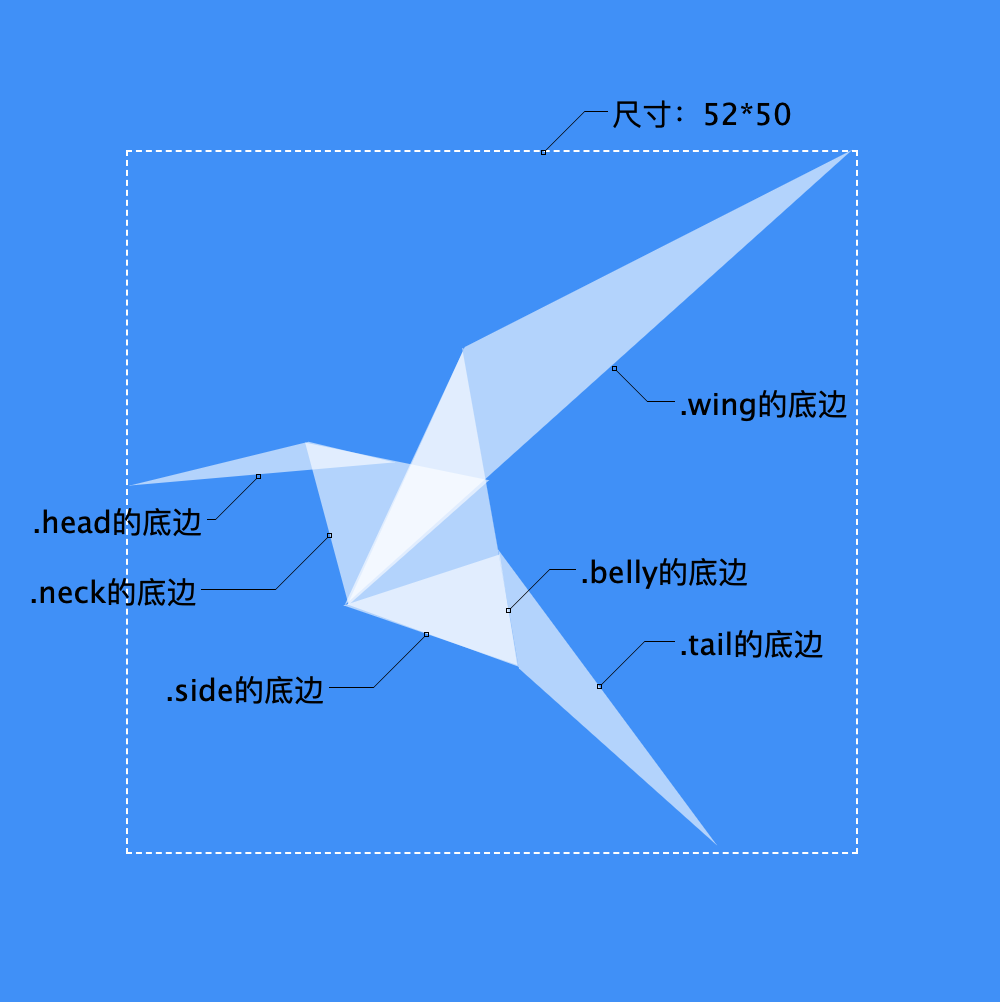 尺寸：52*50
.wing的底边
.head的底边
.neck的底边
.belly的底边
.tail的底边
.side的底边